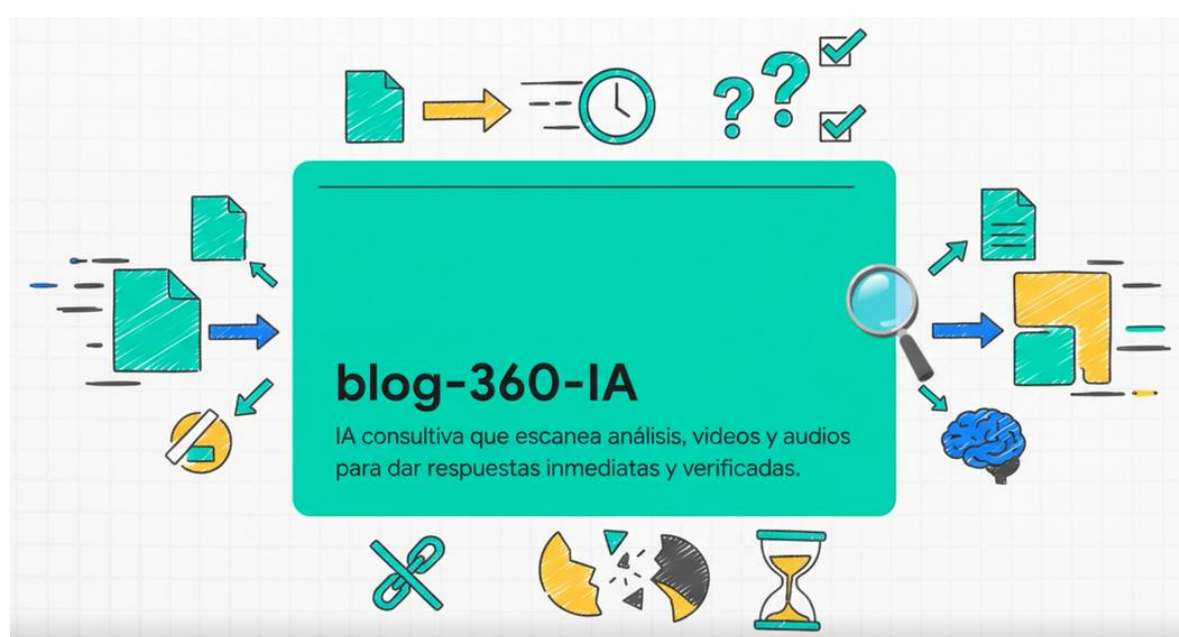 blog-360-IA
IA consultiva que escanea análisis, videos y audios
para dar respuestas inmediatas y verificadas.